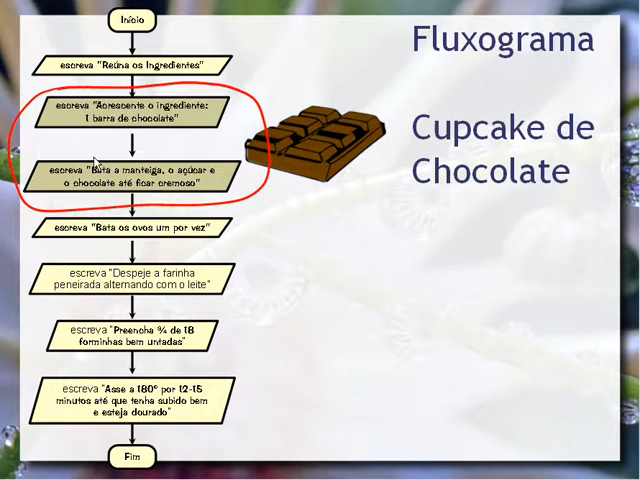 Início
escreva "Reúna os Ingredientes"
escreva "Acrescente o ingrediente:
1 barra de chocolate"
escreva "Bata a manteiga, o açúcar e
o chocolate até ficar cremoso"
escreva "Bata os ovos um por vez"
escreva "Despeje a farinha
peneirada alternando com o leite"
escreva "Preencha ¾ de 18
forminhas bem untadas"
escreva "Asse a 180º por 12-15
minutos até que tenha subido bem
e esteja dourado"
Fim
Fluxograma
Cupcake de
Chocolate